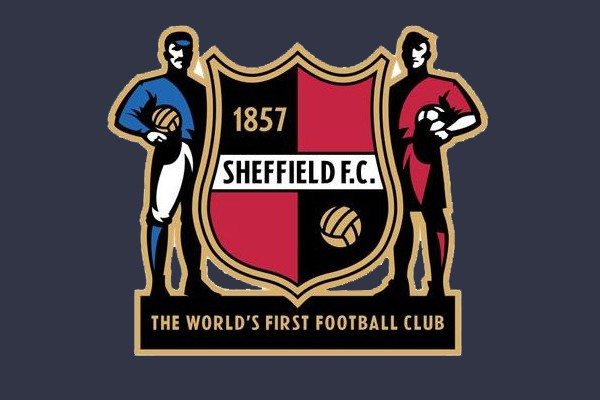 1857
SHEFFIELD F.C.
THE WORLD'S FIRST FOOTBALL CLUB